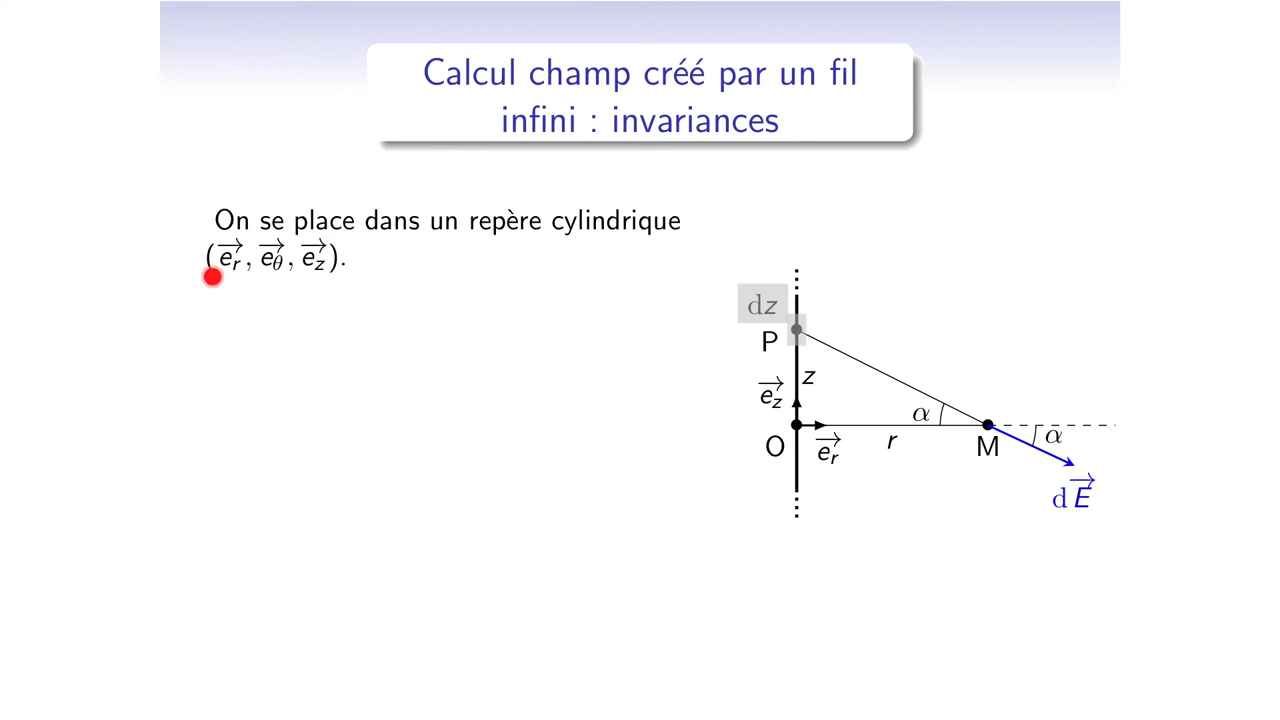 Calcul champ créé par un fil
infini : invariances
On se place dans un repère cylindrique
(e⃗r, e⃗θ, e⃗z).
dz
P
z
e⃗z
α
α
O
e⃗r
r
M
dE⃗